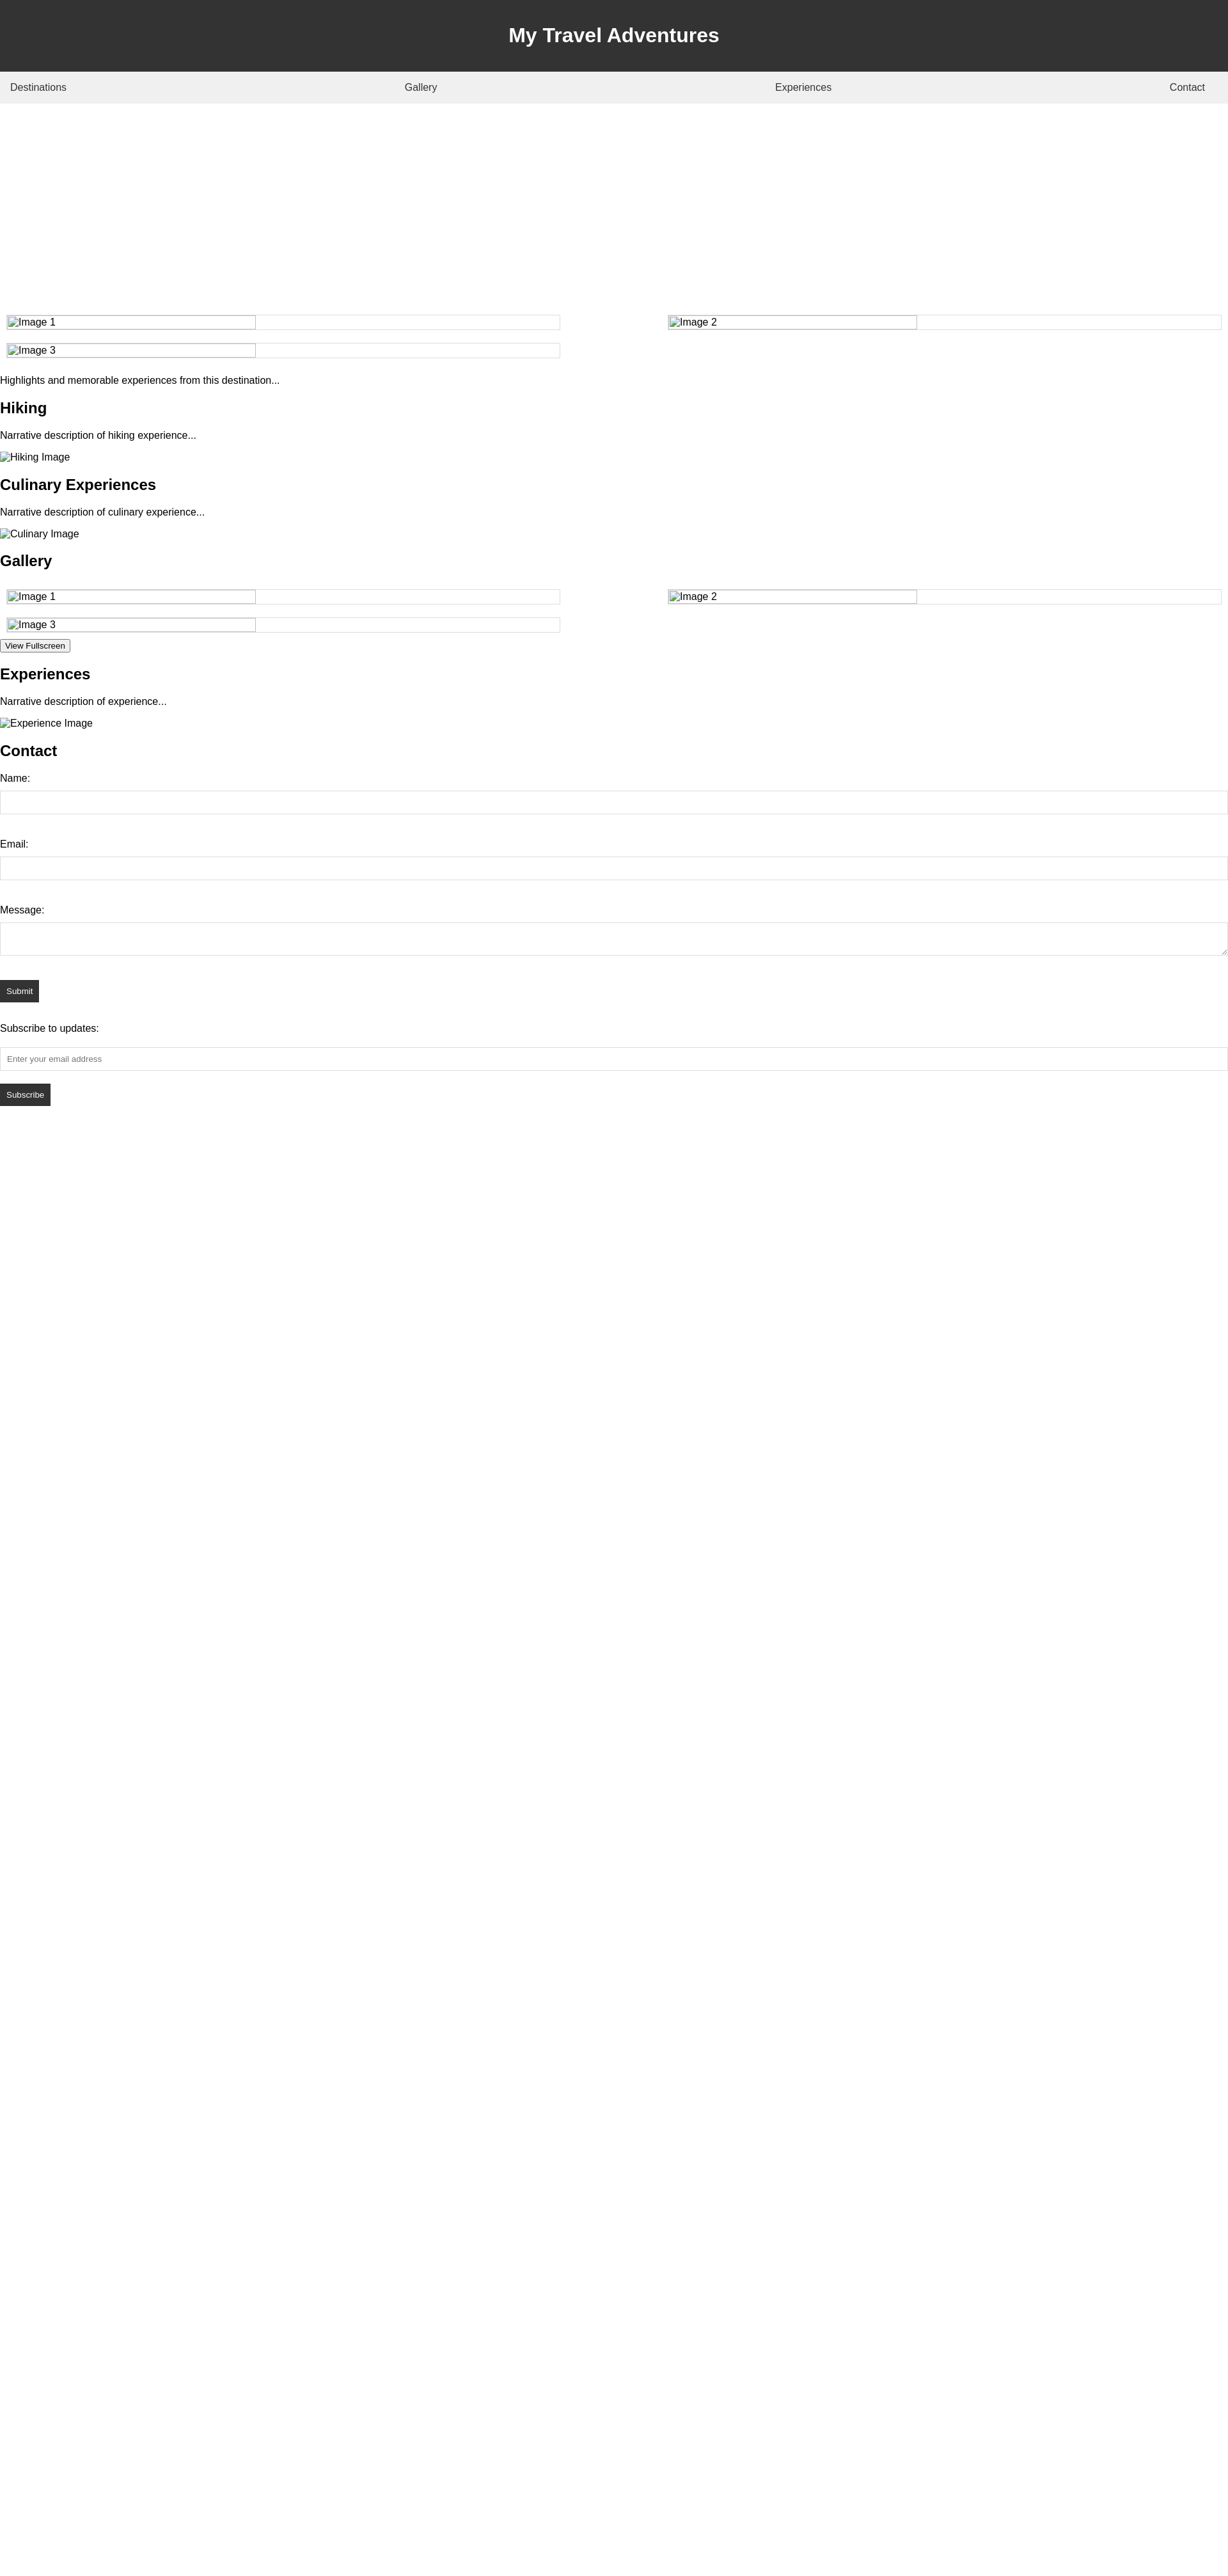 My Travel Adventures
Destinations Gallery Experiences Contact
Image 1 Image 2
Image 3
Highlights and memorable experiences from this destination...
Hiking
Narrative description of hiking experience...
Hiking Image
Culinary Experiences
Narrative description of culinary experience...
Culinary Image
Gallery
Image 1 Image 2
Image 3
View Fullscreen
Experiences
Narrative description of experience...
Experience Image
Contact
Name:
Email:
Message:
Submit
Subscribe to updates:
Enter your email address
Subscribe